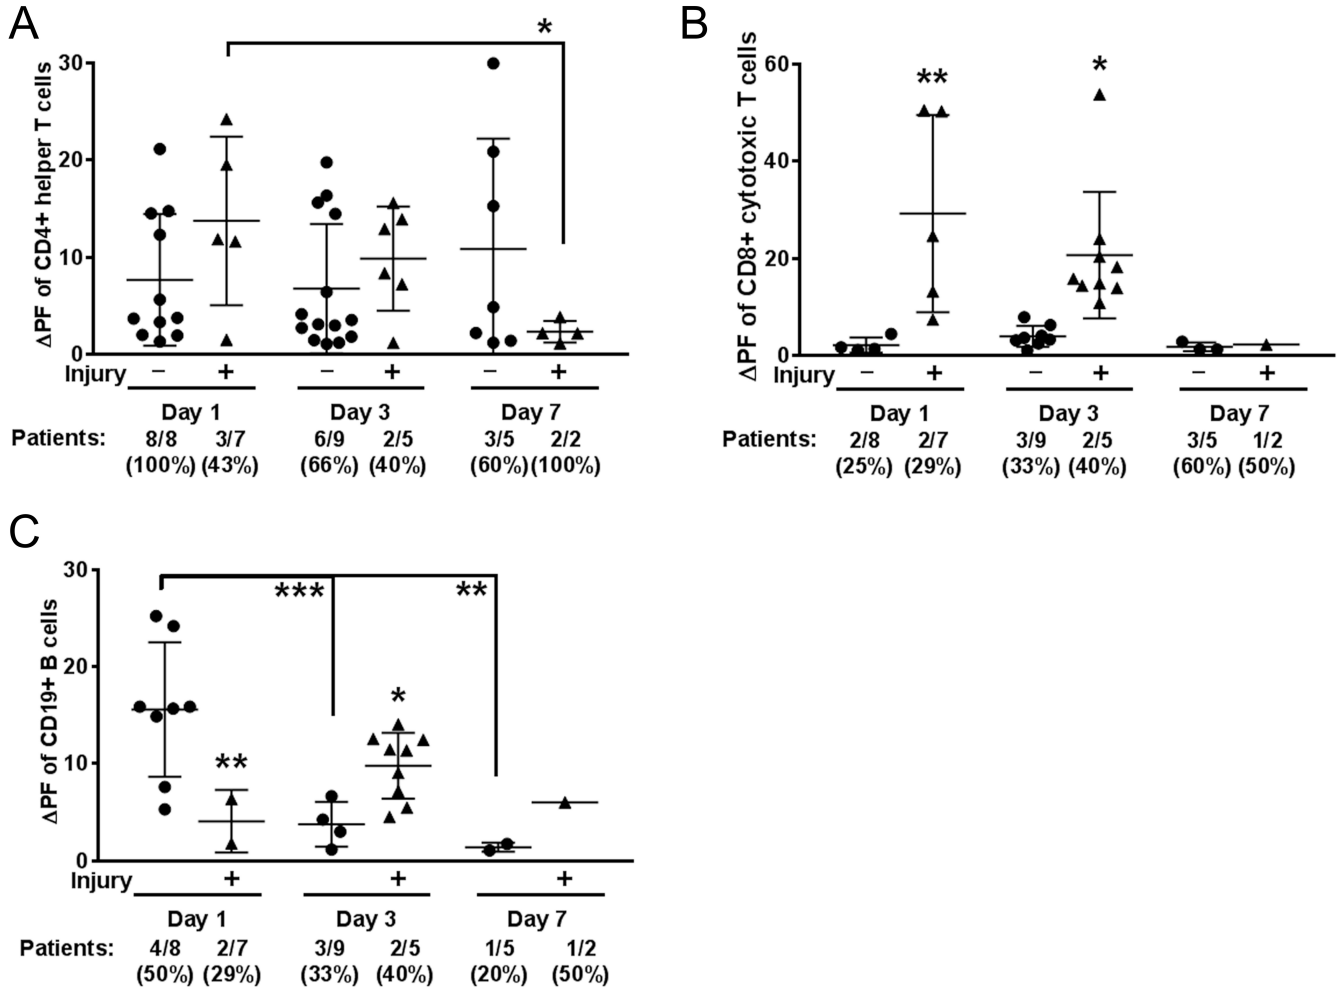 A
ΔPF of CD4+ helper T cells
*
30
20
10
0
Injury − + − + − +
Day 1 Day 3 Day 7
Patients: 8/8 3/7 6/9 2/5 3/5 2/2
(100%) (43%) (66%) (40%) (60%) (100%)
B
ΔPF of CD8+ cytotoxic T cells
** *
60
40
20
0
Injury − + − + − +
Day 1 Day 3 Day 7
Patients: 2/8 2/7 3/9 2/5 3/5 1/2
(25%) (29%) (33%) (40%) (60%) (50%)
C
ΔPF of CD19+ B cells
30
*** **
20
*
10
**
0
Injury + + +
Day 1 Day 3 Day 7
Patients: 4/8 2/7 3/9 2/5 1/5 1/2
(50%) (29%) (33%) (40%) (20%) (50%)